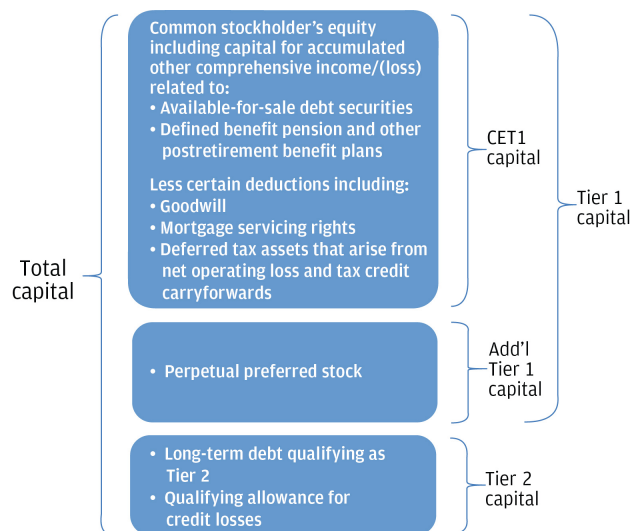 Common stockholder's equity
including capital for accumulated
other comprehensive income/(loss)
related to:
• Available-for-sale debt securities
• Defined benefit pension and other
postretirement benefit plans
Less certain deductions including:
• Goodwill
• Mortgage servicing rights
• Deferred tax assets that arise from
net operating loss and tax credit
carryforwards
CET1
capital
Tier 1
capital
Total
capital
• Perpetual preferred stock
Add'l
Tier 1
capital
• Long-term debt qualifying as
Tier 2
• Qualifying allowance for
credit losses
Tier 2
capital